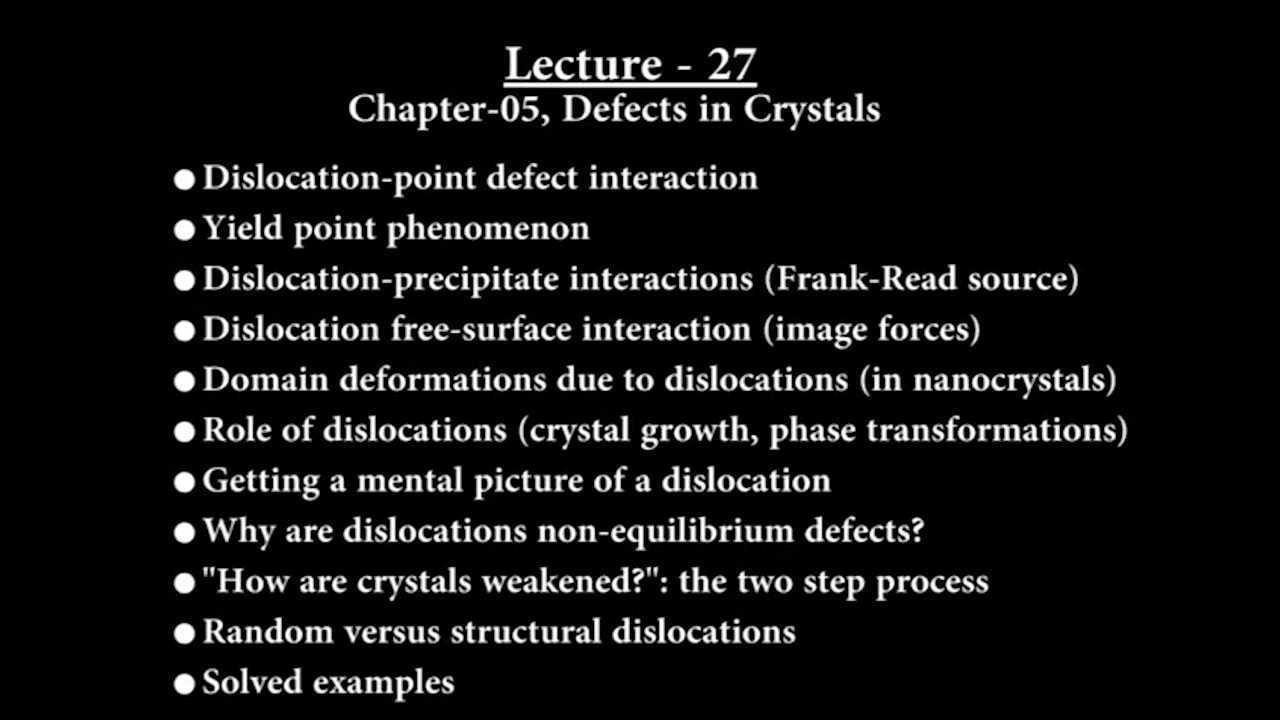 Lecture - 27
Chapter-05, Defects in Crystals
● Dislocation-point defect interaction
● Yield point phenomenon
● Dislocation-precipitate interactions (Frank-Read source)
● Dislocation free-surface interaction (image forces)
● Domain deformations due to dislocations (in nanocrystals)
● Role of dislocations (crystal growth, phase transformations)
● Getting a mental picture of a dislocation
● Why are dislocations non-equilibrium defects?
● "How are crystals weakened?": the two step process
● Random versus structural dislocations
● Solved examples